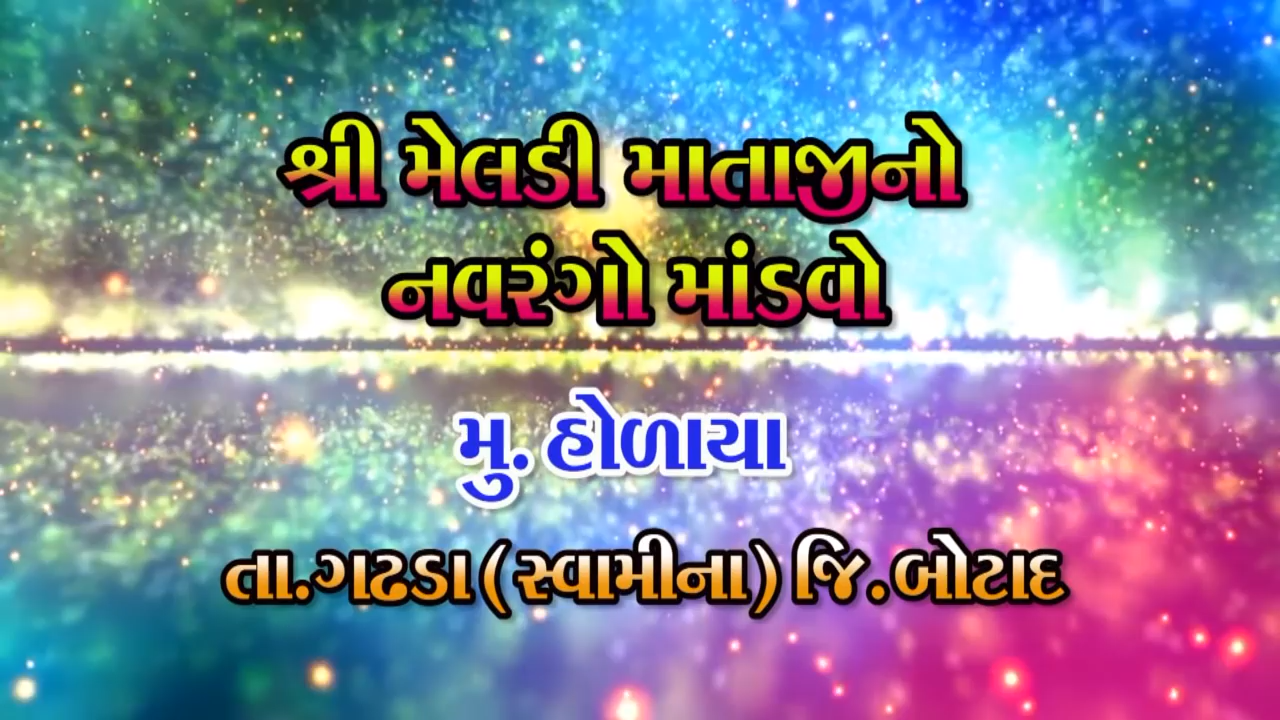 શ્રી મેલડી માતાજીનો
નવરંગો માંડવો
મુ. હોળાયા
તા.ગઢડા ( સ્વામીના ) જિ.બોટાદ